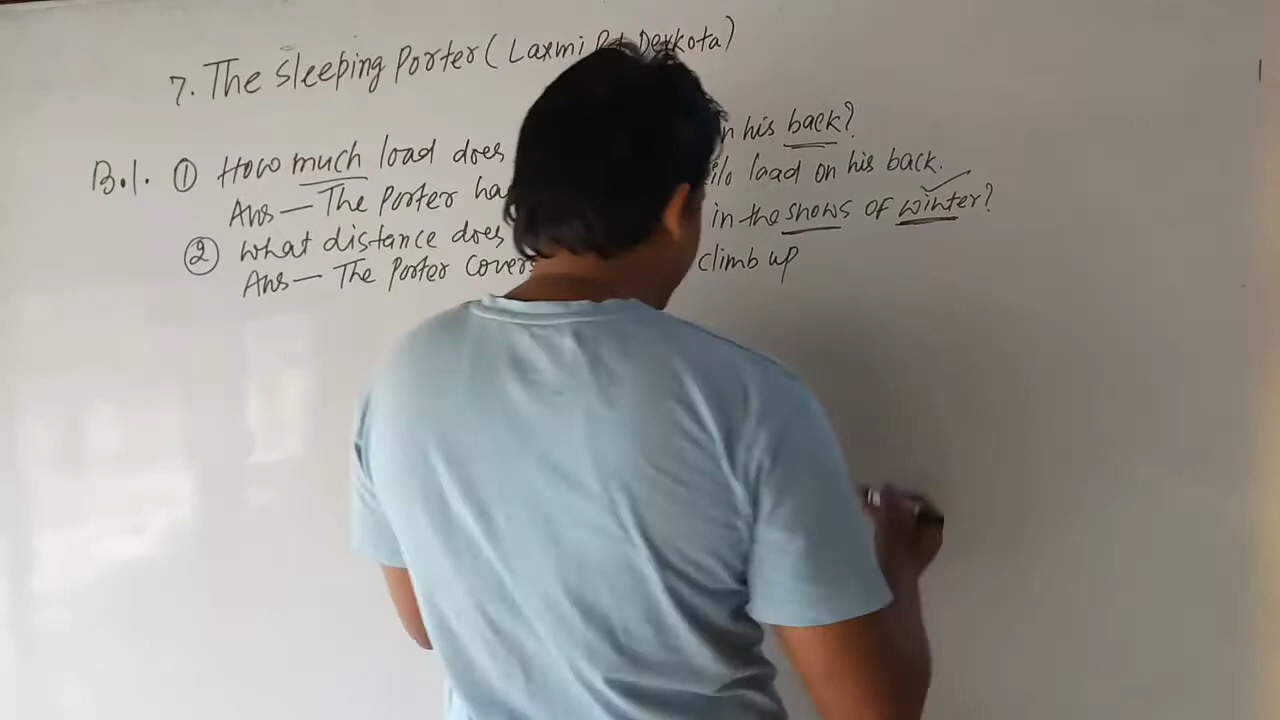 7. The Sleeping Porter (Laxmi Pd. Devkota)
B.1. ① How much load does n his back?
Ans — The Porter ha ilo load on his back.
② What distance does in the snows of winter?
Ans — The Porter covers climb up